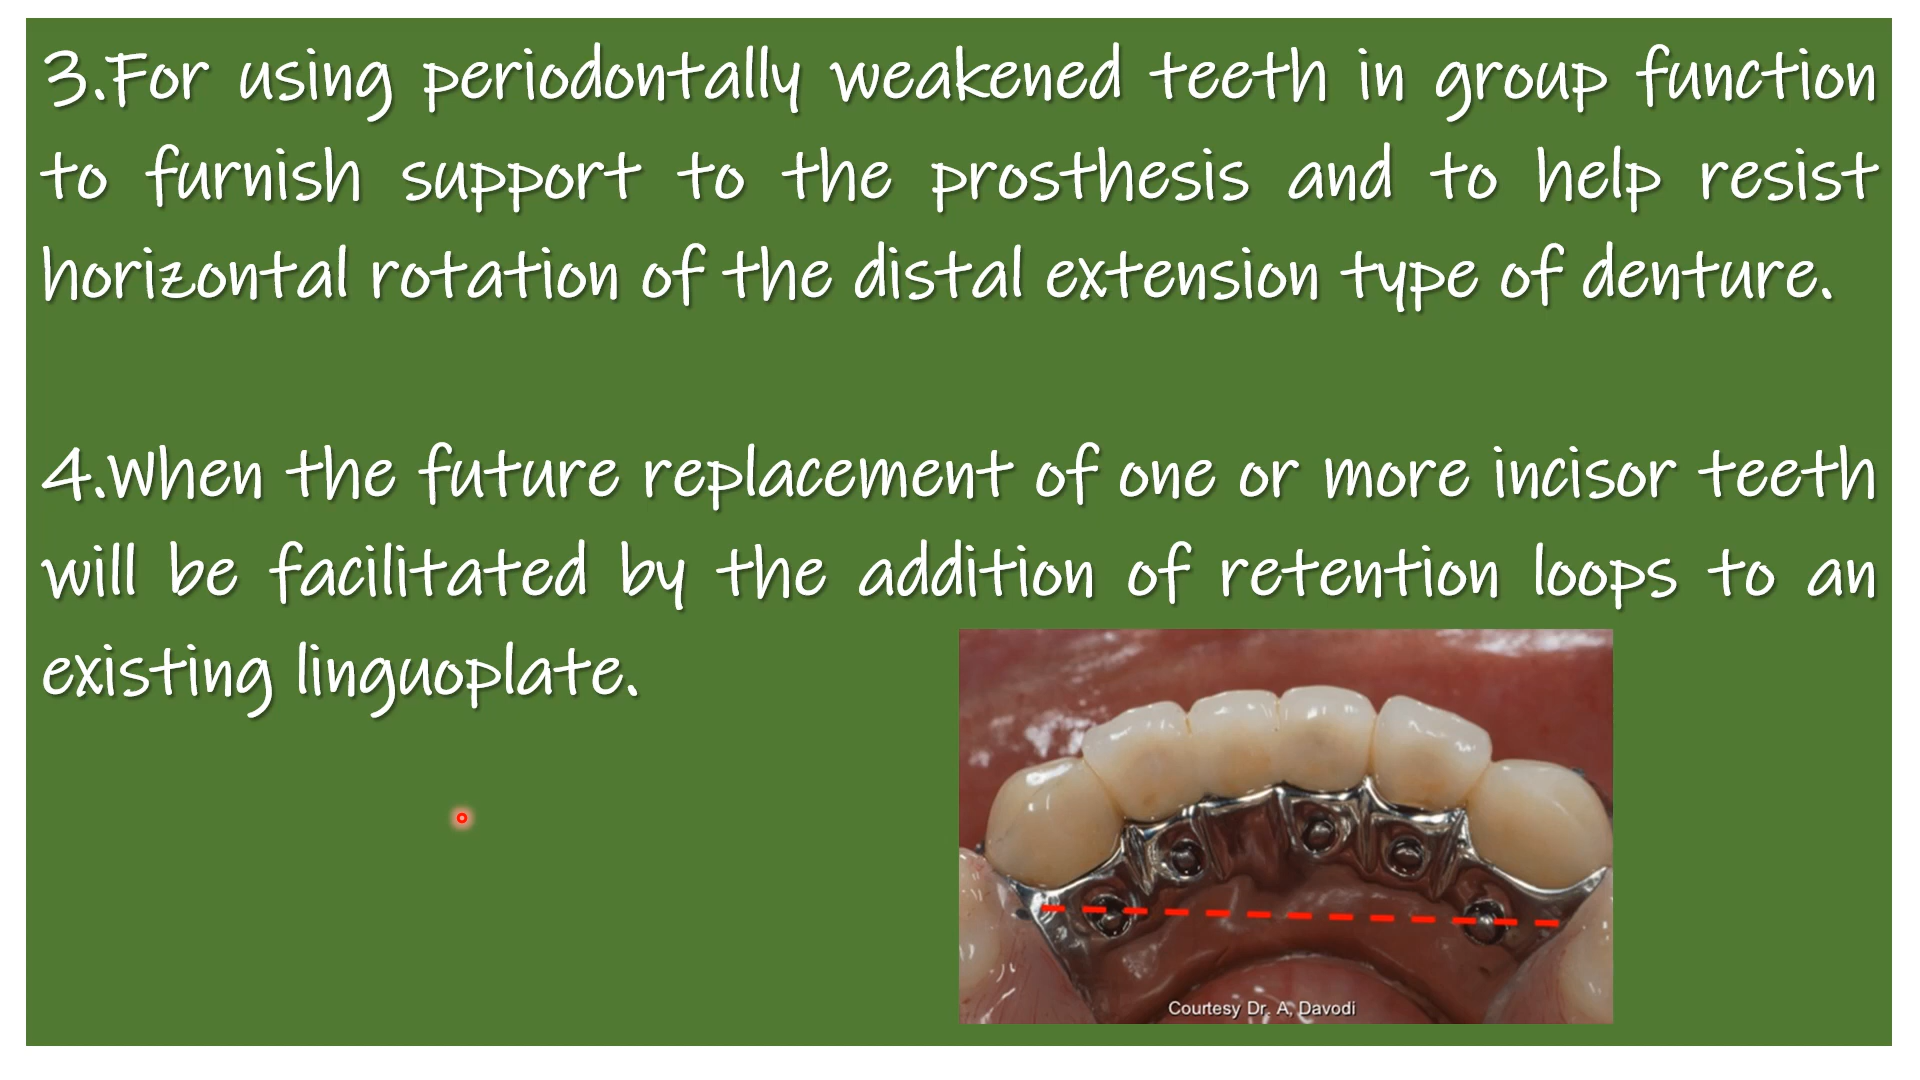 3.For using periodontally weakened teeth in group function
to furnish support to the prosthesis and to help resist
horizontal rotation of the distal extension type of denture.
4.When the future replacement of one or more incisor teeth
will be facilitated by the addition of retention loops to an
existing linguoplate.
Courtesy Dr. A, Davodi